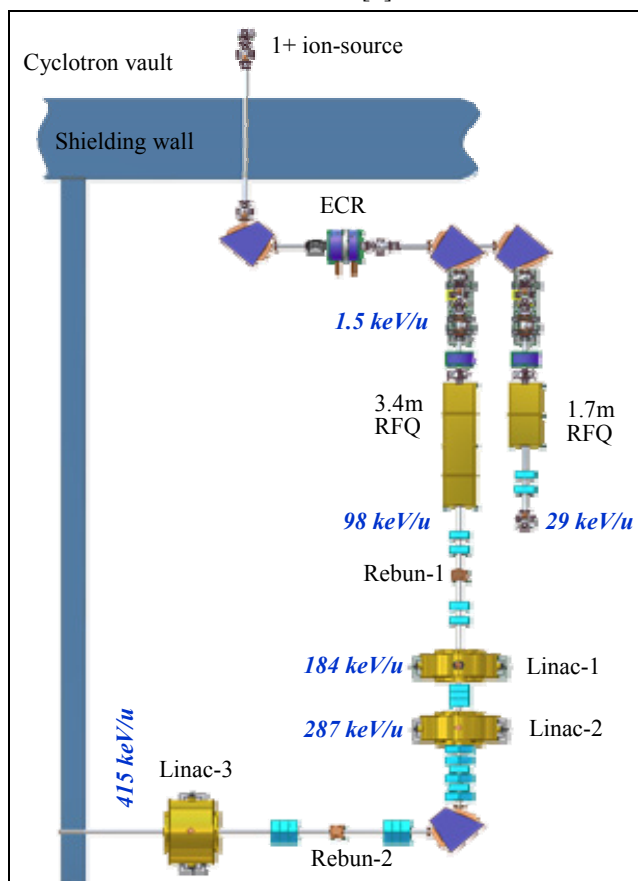 1+ ion-source
Cyclotron vault
Shielding wall
ECR
1.5 keV/u
3.4m
RFQ
1.7m
RFQ
98 keV/u
29 keV/u
Rebun-1
184 keV/u
Linac-1
287 keV/u
Linac-2
415 keV/u
Linac-3
Rebun-2